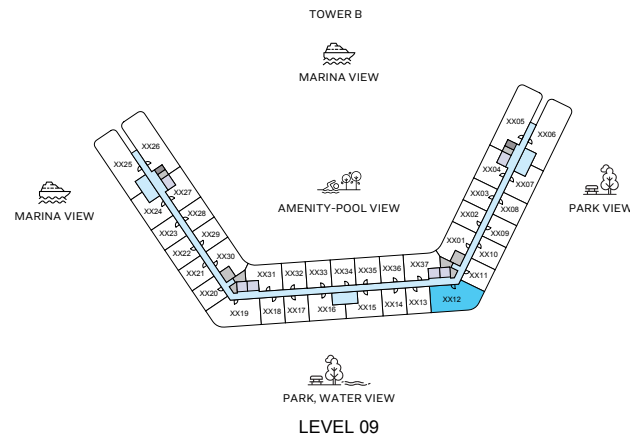 TOWER B
MARINA VIEW
XX05
XX06
XX26
XX25
XX04
XX07
XX27
XX24
XX03
XX08
MARINA VIEW
AMENITY-POOL VIEW
PARK VIEW
XX28
XX23
XX02
XX09
XX29
XX22
XX01
XX10
XX30
XX21
XX31
XX32
XX33
XX34
XX35
XX36
XX37
XX11
XX20
XX19
XX18
XX17
XX16
XX15
XX14
XX13
XX12
PARK, WATER VIEW
LEVEL 09